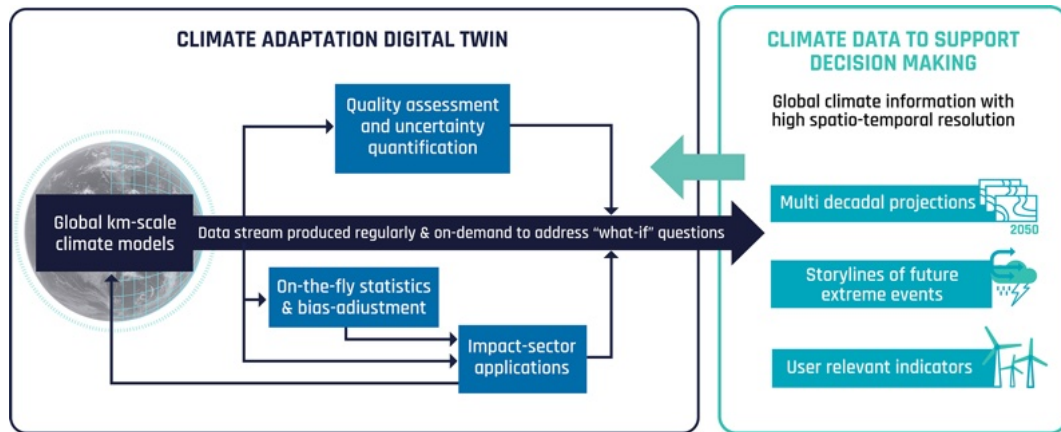 CLIMATE ADAPTATION DIGITAL TWIN
Quality assessment
and uncertainty
quantification
Global km-scale
climate models
Data stream produced regularly & on-demand to address “what-if” questions
On-the-fly statistics
& bias-adiustment
Impact-sector
applications
CLIMATE DATA TO SUPPORT
DECISION MAKING
Global climate information with
high spatio-temporal resolution
Multi decadal projections
2050
Storylines of future
extreme events
User relevant indicators